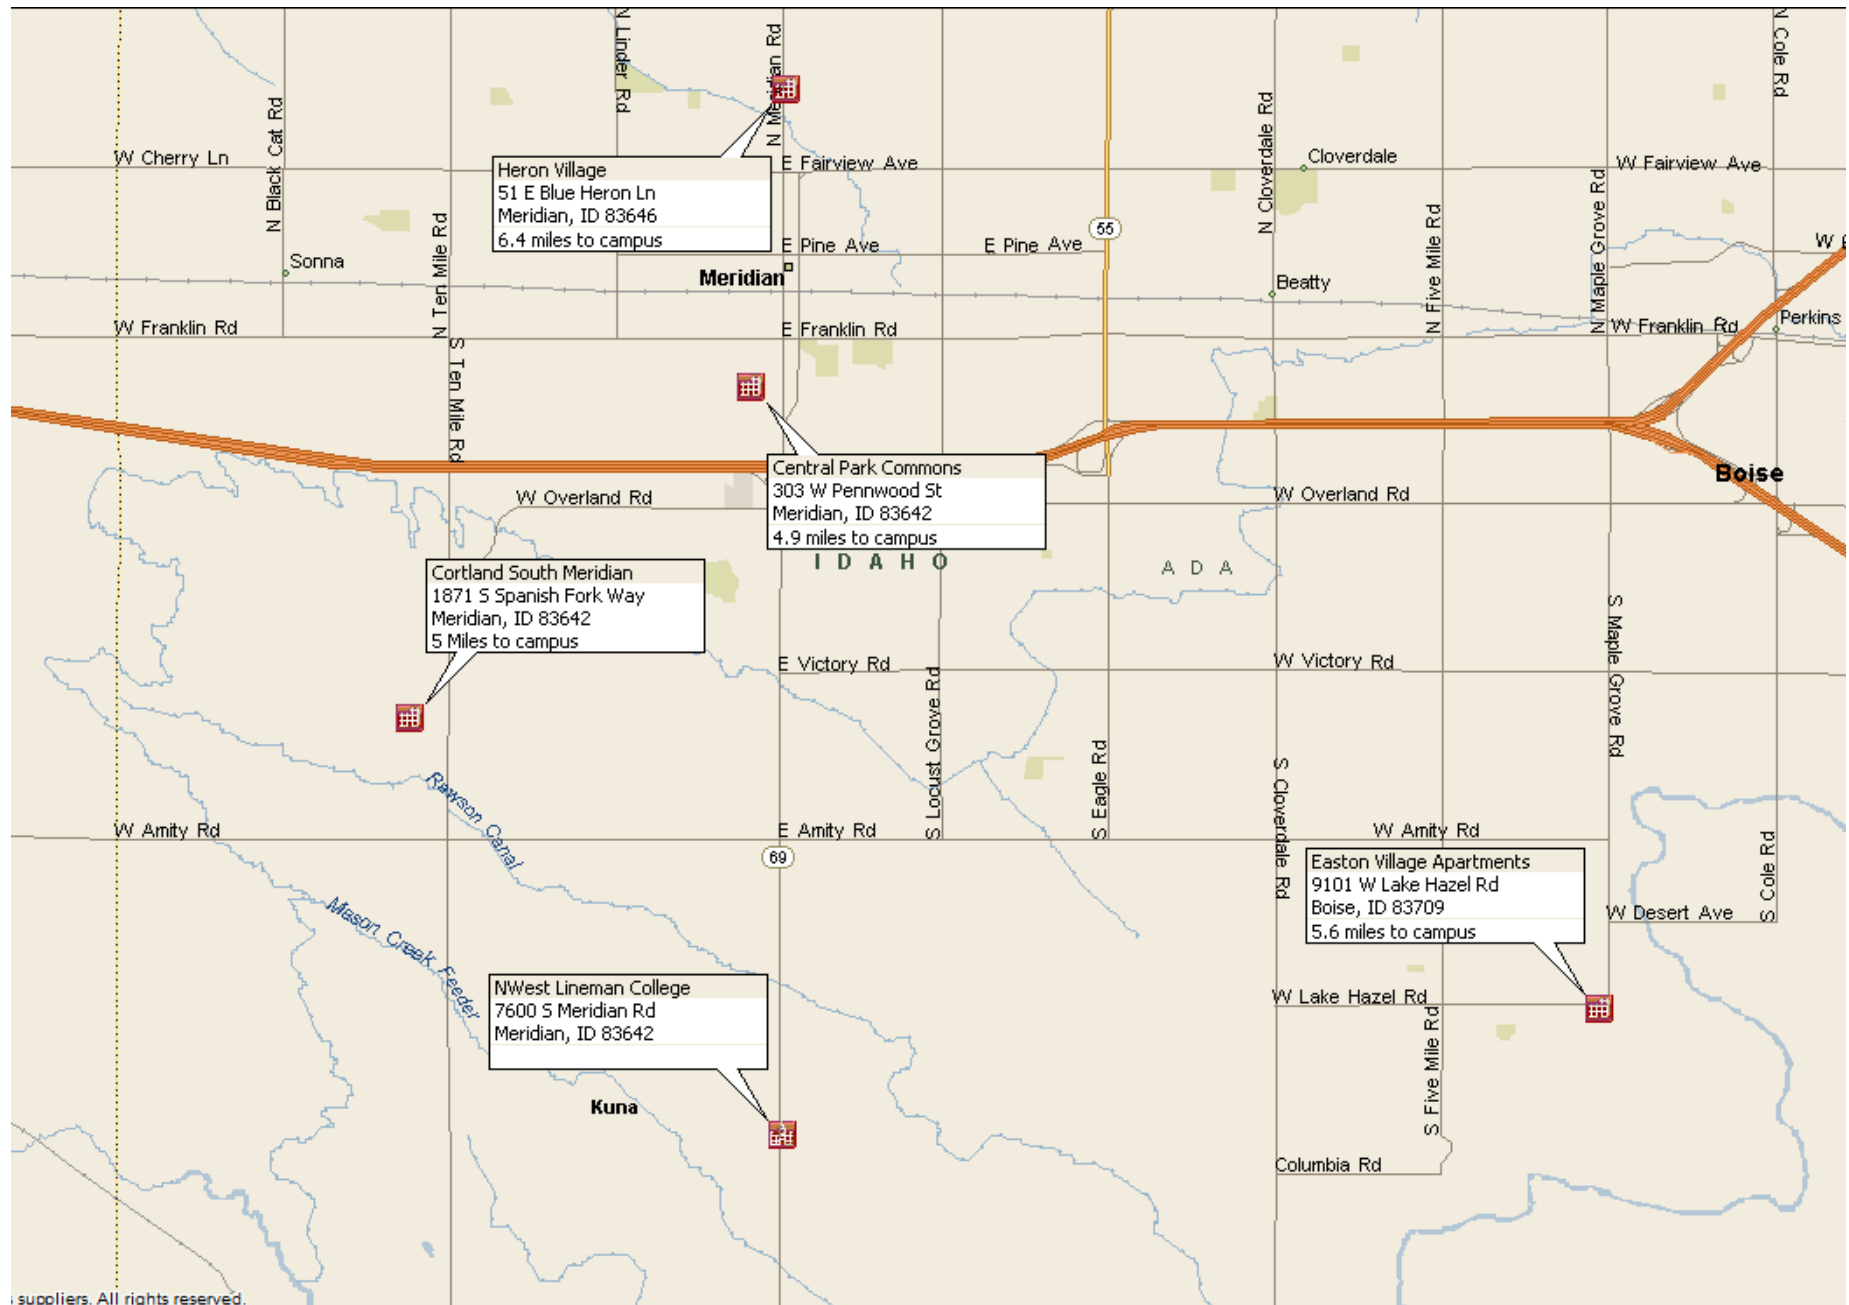 N Linder Rd
N Meridian Rd
N Cole Rd
N Black Cat Rd
N Cloverdale Rd
W Cherry Ln
Heron Village
51 E Blue Heron Ln
Meridian, ID 83646
6.4 miles to campus
E Fairview Ave
Cloverdale
W Fairview Ave
N Ten Mile Rd
N Five Mile Rd
N Maple Grove Rd
55
E Pine Ave
E Pine Ave
Sonna
Meridian
Beatty
W Franklin Rd
E Franklin Rd
W Franklin Rd
Perkins
S Ten Mile Rd
Central Park Commons
303 W Pennwood St
Meridian, ID 83642
4.9 miles to campus
Boise
W Overland Rd
W Overland Rd
IDAHO
ADA
Cortland South Meridian
1871 S Spanish Fork Way
Meridian, ID 83642
5 Miles to campus
E Victory Rd
W Victory Rd
S Maple Grove Rd
S Locust Grove Rd
S Eagle Rd
S Cloverdale Rd
Rawson Canal
W Amity Rd
E Amity Rd
W Amity Rd
69
S Cole Rd
Easton Village Apartments
9101 W Lake Hazel Rd
Boise, ID 83709
5.6 miles to campus
W Desert Ave
Mason Creek Feeder
NWest Lineman College
7600 S Meridian Rd
Meridian, ID 83642
W Lake Hazel Rd
S Five Mile Rd
Kuna
Columbia Rd
suppliers. All rights reserved.